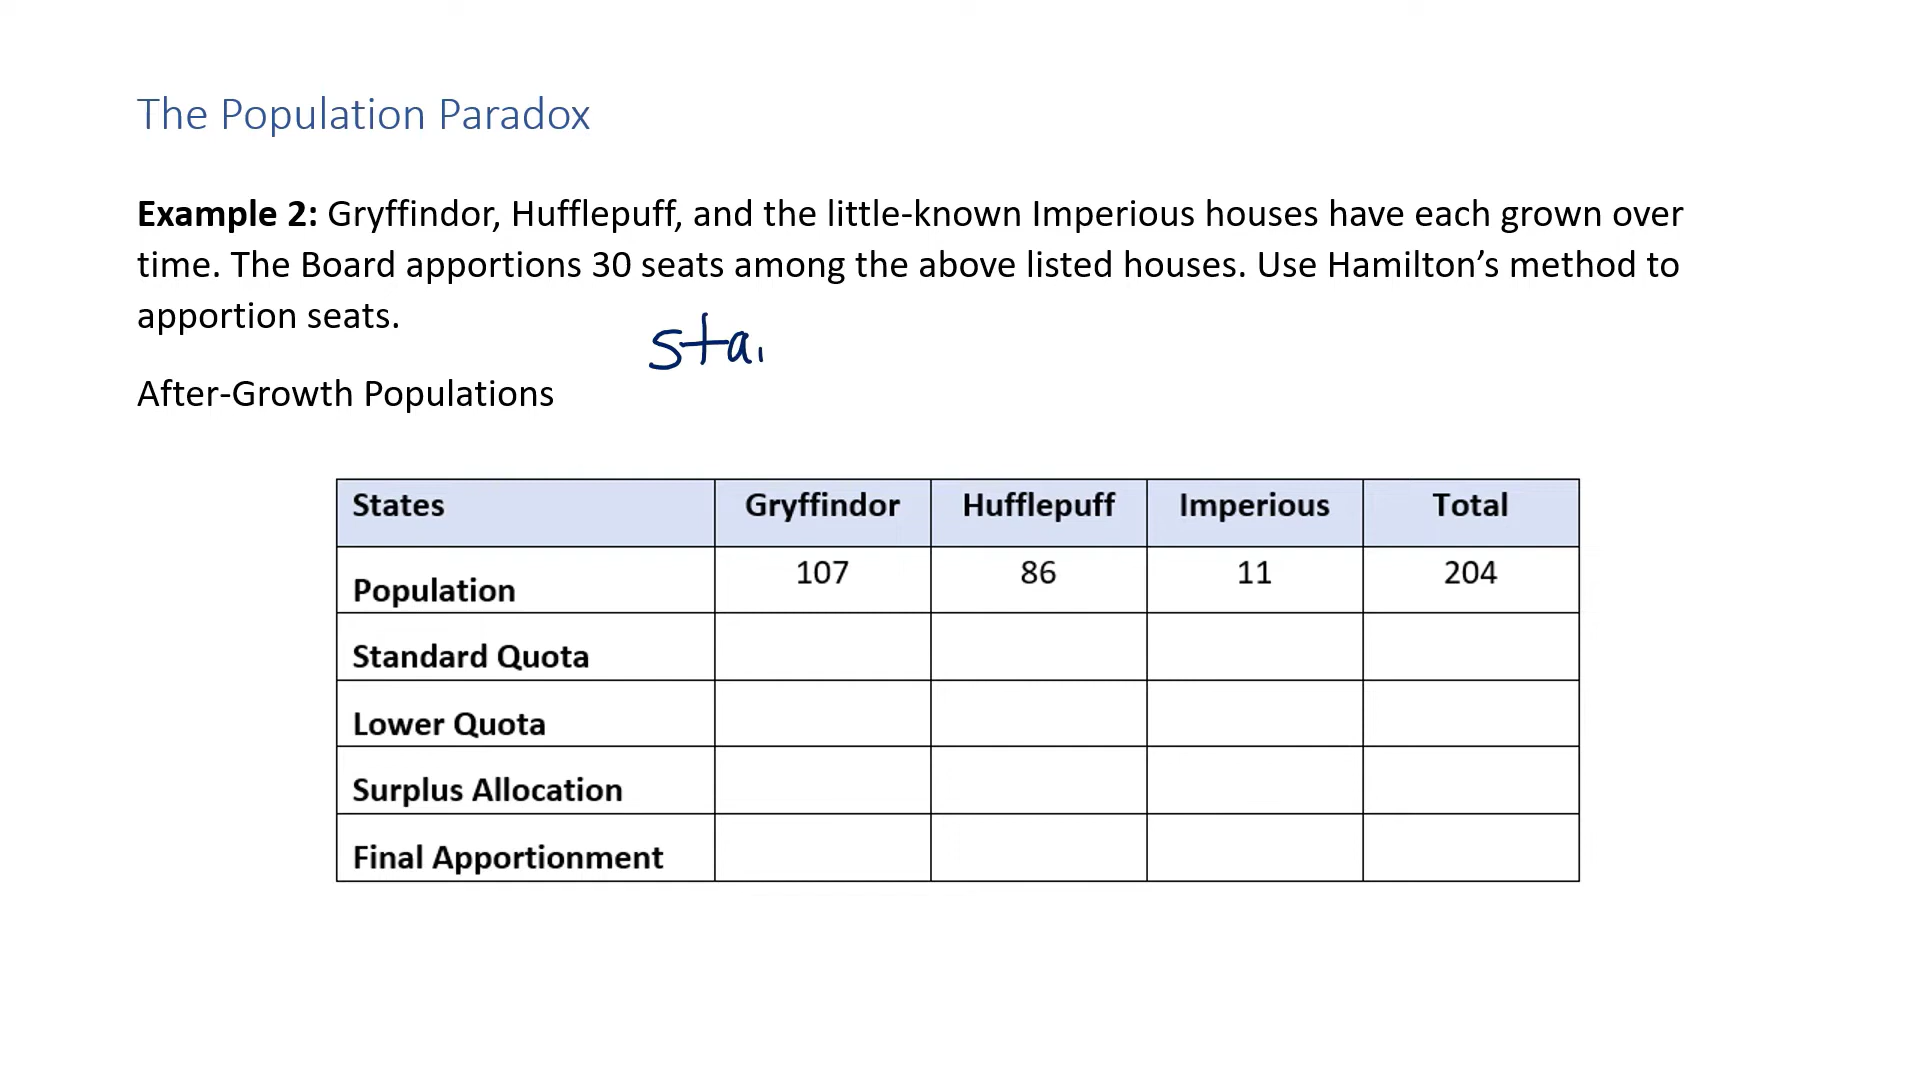 The Population Paradox
Example 2: Gryffindor, Hufflepuff, and the little-known Imperious houses have each grown over
time. The Board apportions 30 seats among the above listed houses. Use Hamilton’s method to
apportion seats.
sta
After-Growth Populations
States Gryffindor Hufflepuff Imperious Total
Population 107 86 11 204
Standard Quota
Lower Quota
Surplus Allocation
Final Apportionment